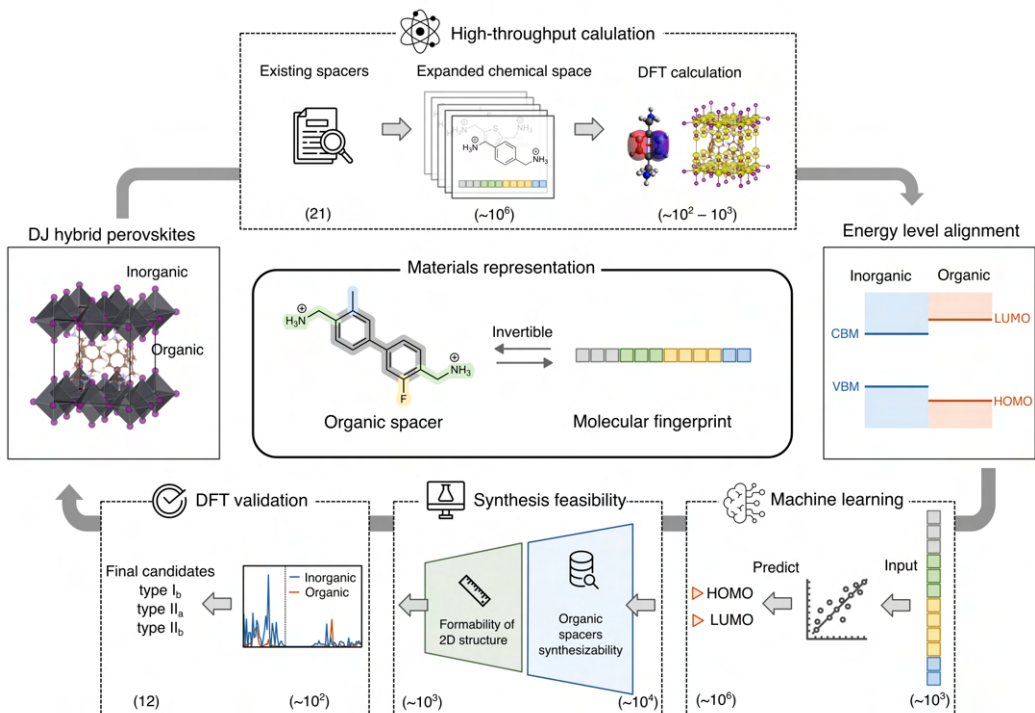 High-throughput calulation
Existing spacers
Expanded chemical space
DFT calculation
(21)
(~10⁶)
(~10² – 10³)
DJ hybrid perovskites
Inorganic
Organic
Materials representation
H₃N
NH₃
F
Invertible
Organic spacer
Molecular fingerprint
Energy level alignment
Inorganic
Organic
LUMO
CBM
VBM
HOMO
DFT validation
Final candidates
type I_b
type II_a
type II_b
Inorganic
Organic
(12)
(~10²)
Synthesis feasibility
Formability of
2D structure
Organic
spacers
synthesizability
(~10³)
(~10⁴)
Machine learning
Predict
Input
HOMO
LUMO
(~10⁶)
(~10³)